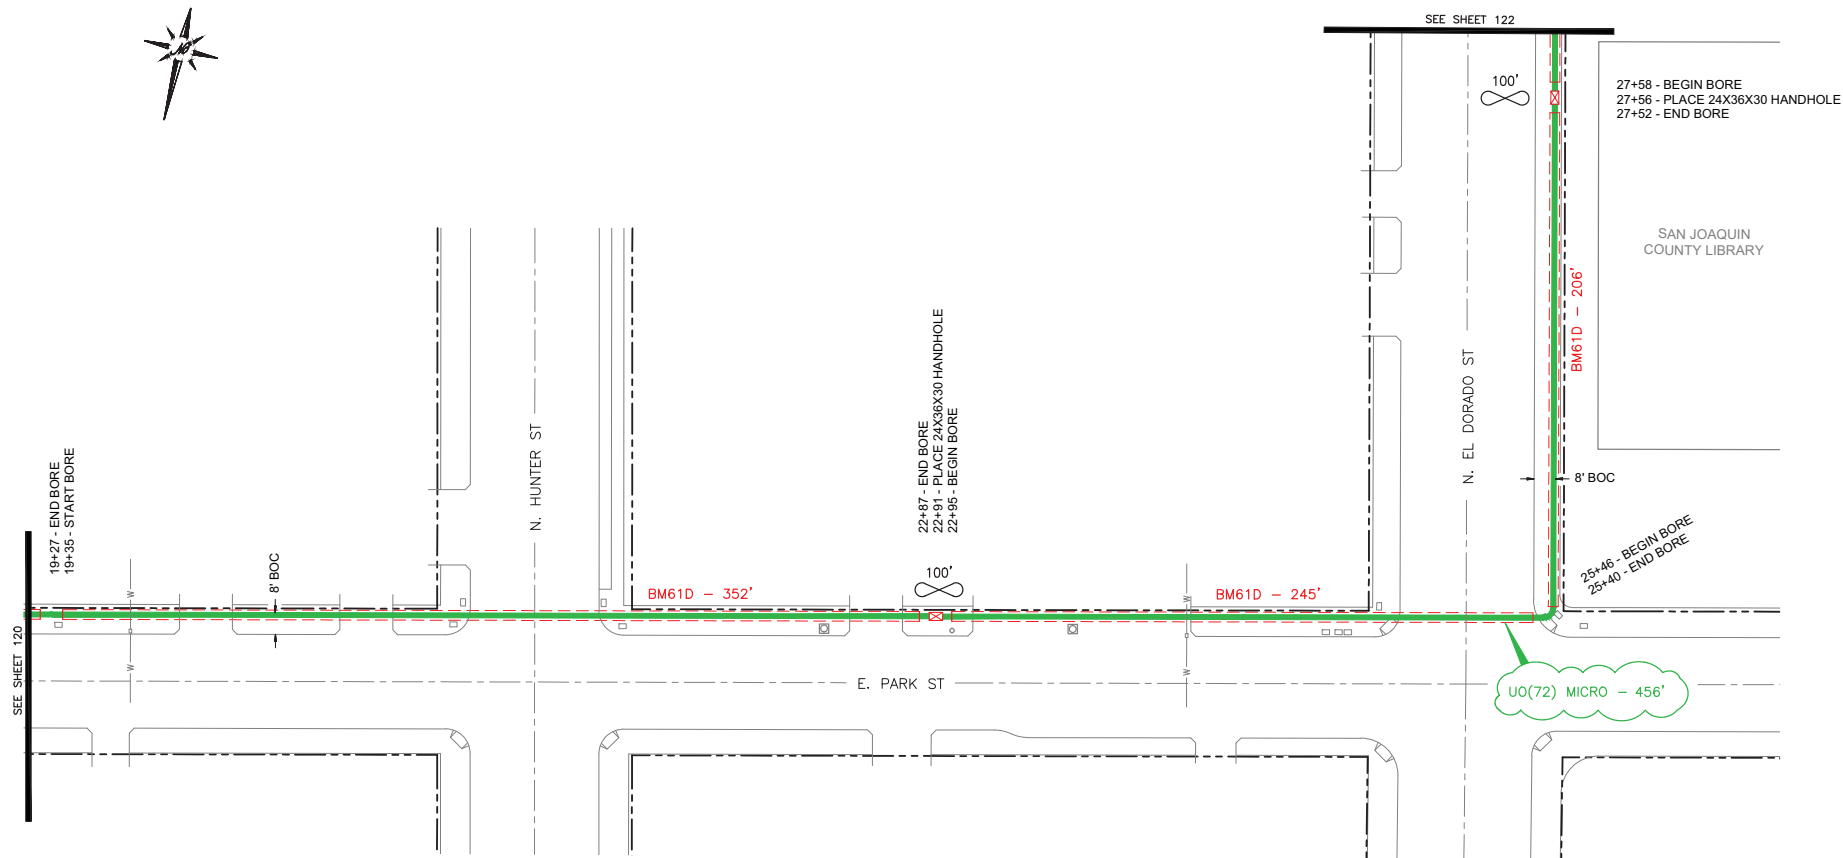 SEE SHEET 122
100'
27+58 - BEGIN BORE
27+56 - PLACE 24X36X30 HANDHOLE
27+52 - END BORE
SAN JOAQUIN
COUNTY LIBRARY
BM61D - 206'
N. EL DORADO ST
8' BOC
25+46 - BEGIN BORE
25+40 - END BORE
N. HUNTER ST
22+87 - END BORE
22+91 - PLACE 24X36X30 HANDHOLE
22+95 - BEGIN BORE
19+27 - END BORE
19+35 - START BORE
8' BOC
100'
BM61D - 352'
BM61D - 245'
W
W
W
W
SEE SHEET 120
E. PARK ST
UO(72) MICRO - 456'